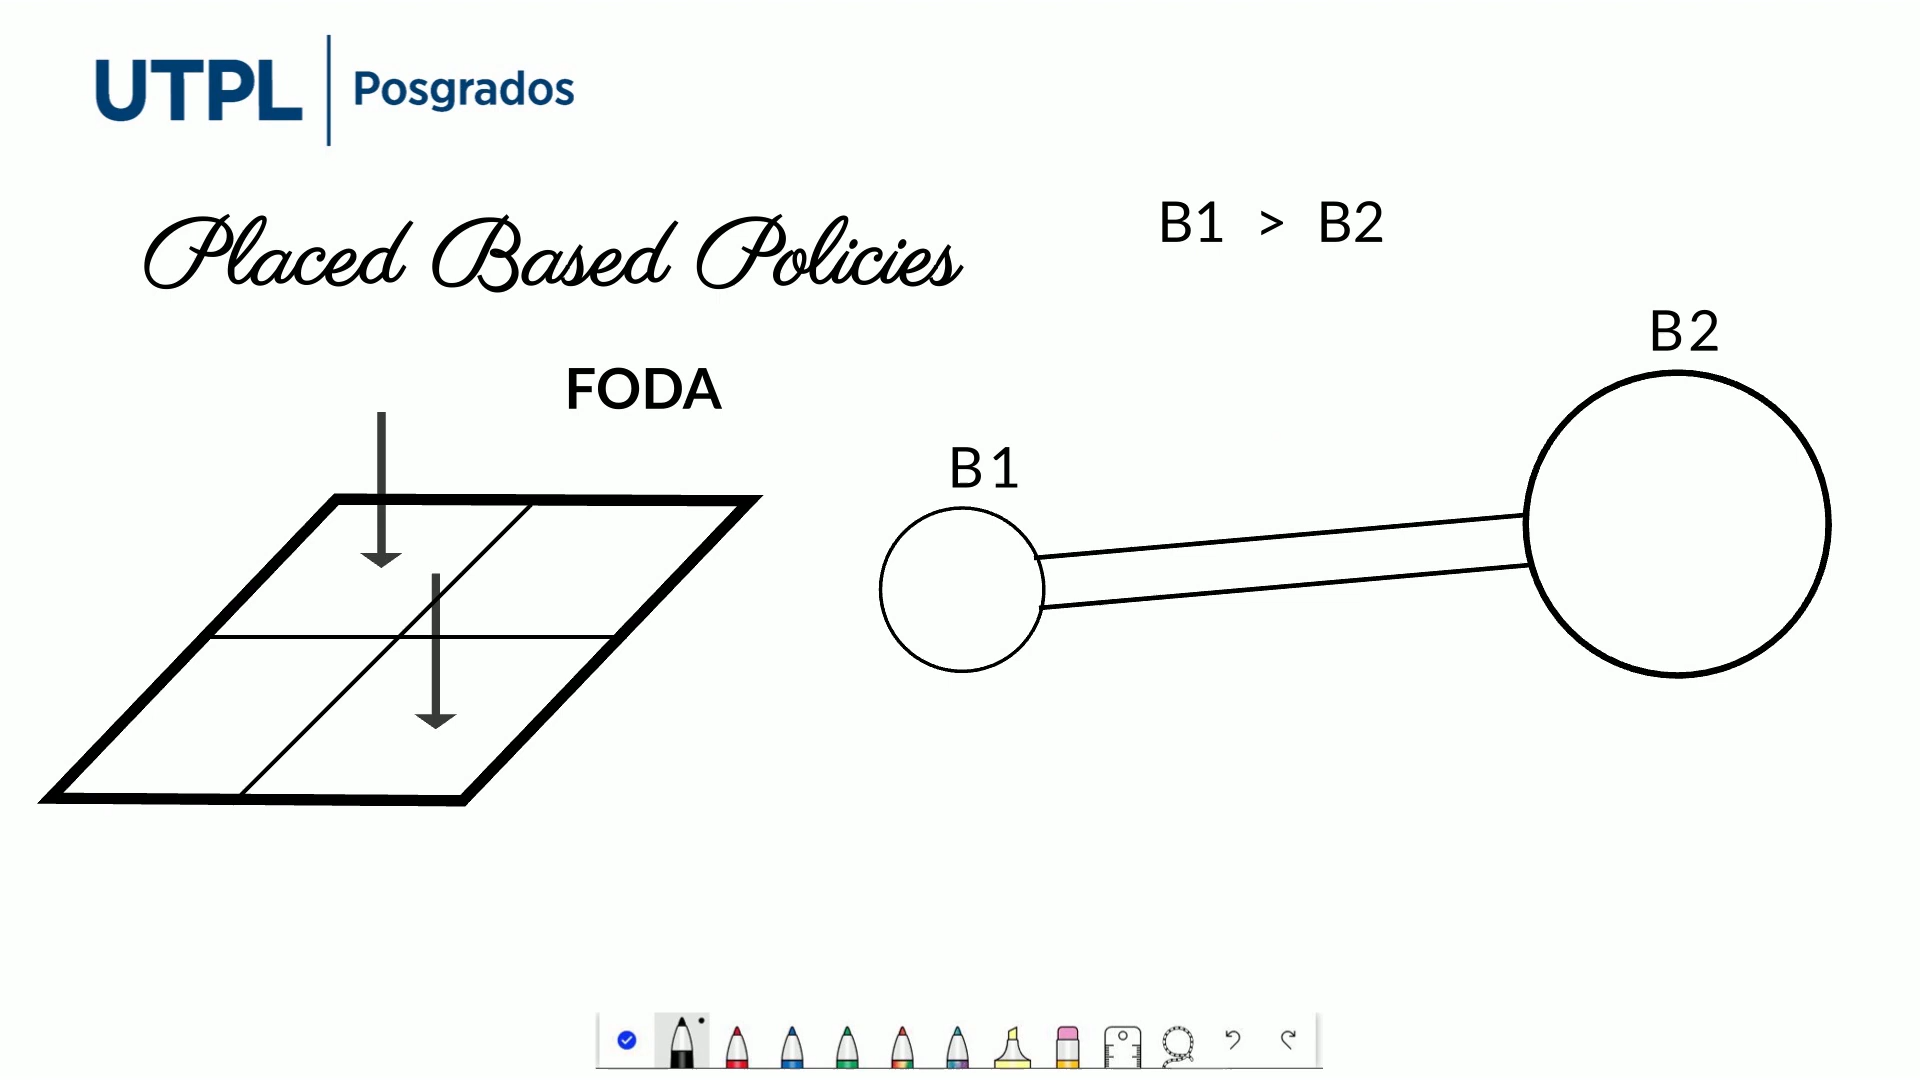 UTPL Posgrados
Placed Based Policies
B1 > B2
FODA
B1
B2